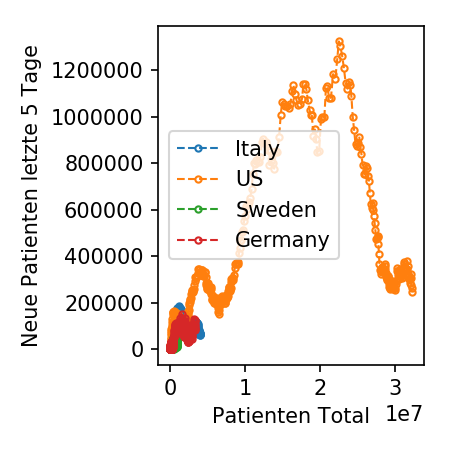 Neue Patienten letzte 5 Tage
1200000
1000000
800000
600000
400000
200000
0
Italy
US
Sweden
Germany
0 1 2 3
1e7
Patienten Total